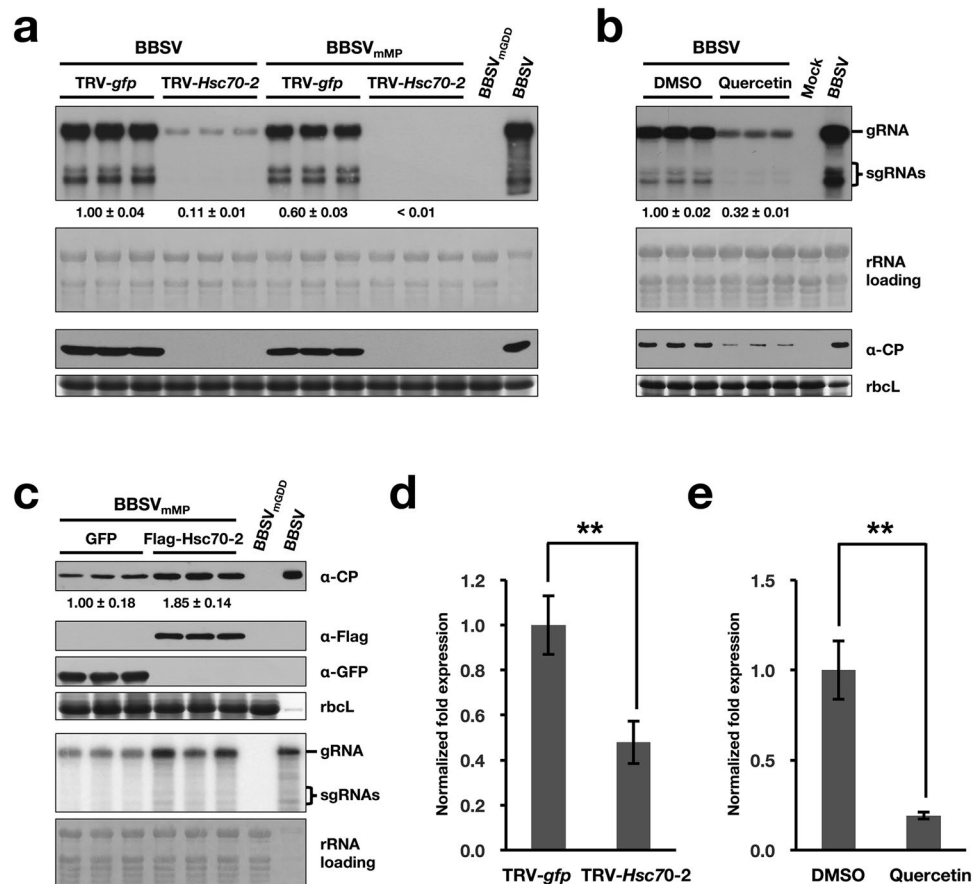 a
BBSV
BBSVmMP
BBSVmGDD
BBSV
TRV-gfp
TRV-Hsc70-2
TRV-gfp
TRV-Hsc70-2
1.00 ± 0.04
0.11 ± 0.01
0.60 ± 0.03
< 0.01
b
BBSV
Mock
BBSV
DMSO
Quercetin
gRNA
sgRNAs
1.00 ± 0.02
0.32 ± 0.01
rRNA
loading
α-CP
rbcL
c
BBSVmMP
BBSVmGDD
BBSV
GFP
Flag-Hsc70-2
α-CP
1.00 ± 0.18
1.85 ± 0.14
α-Flag
α-GFP
rbcL
gRNA
sgRNAs
rRNA
loading
d
**
Normalized fold expression
1.2
1.0
0.8
0.6
0.4
0.2
0.0
TRV-gfp
TRV-Hsc70-2
e
**
Normalized fold expression
1.5
1.0
0.5
0.0
DMSO
Quercetin